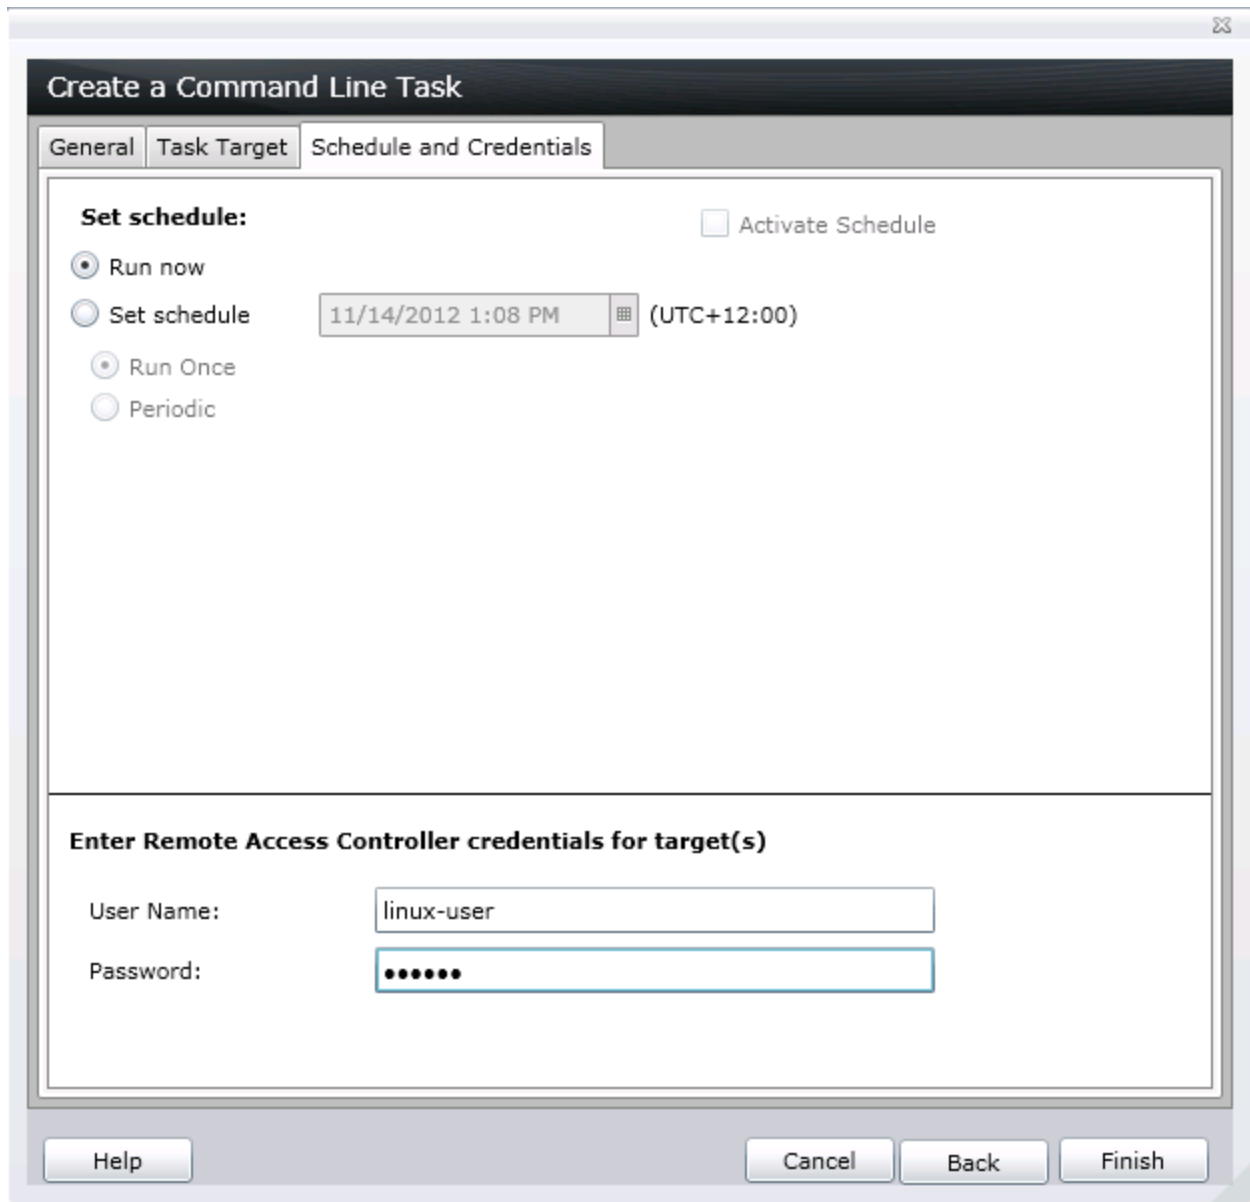 Create a Command Line Task
General Task Target Schedule and Credentials
Set schedule: Activate Schedule
Run now
Set schedule 11/14/2012 1:08 PM (UTC+12:00)
Run Once
Periodic
Enter Remote Access Controller credentials for target(s)
User Name: linux-user
Password: ••••••
Help Cancel Back Finish